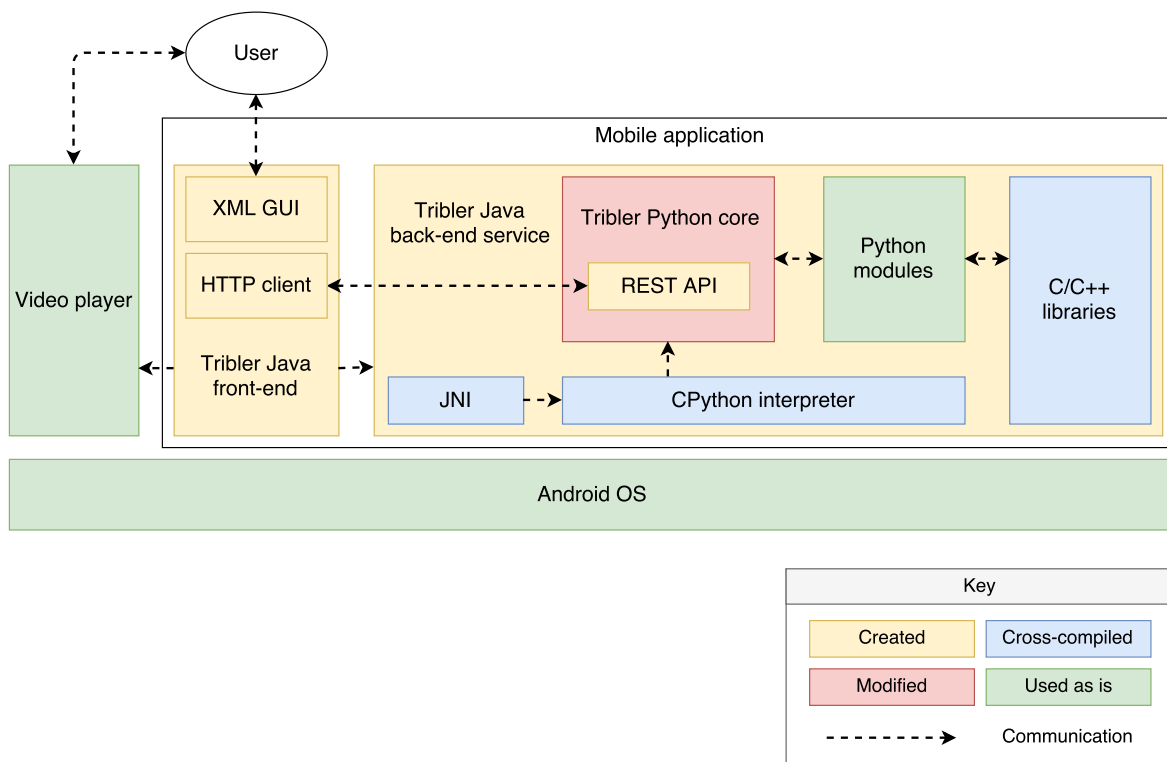 User
Mobile application
Video player
XML GUI
HTTP client
Tribler Java
front-end
Tribler Java
back-end service
Tribler Python core
REST API
Python
modules
C/C++
libraries
JNI
CPython interpreter
Android OS
Key
Created
Cross-compiled
Modified
Used as is
Communication